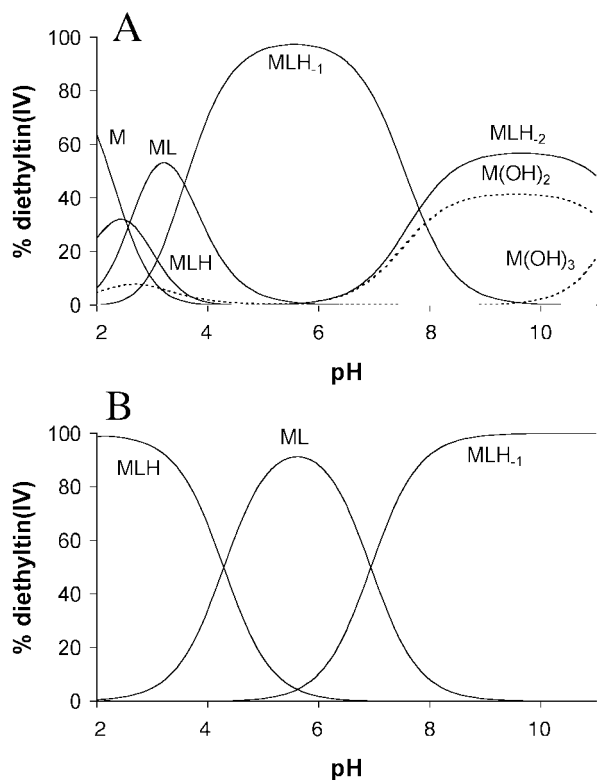 A
100
80
60
40
20
0
% diethyltin(IV)
M
ML
MLH
MLH-1
MLH-2
M(OH)2
M(OH)3
2 4 6 8 10
pH
B
100
80
60
40
20
0
% diethyltin(IV)
MLH
ML
MLH-1
2 4 6 8 10
pH